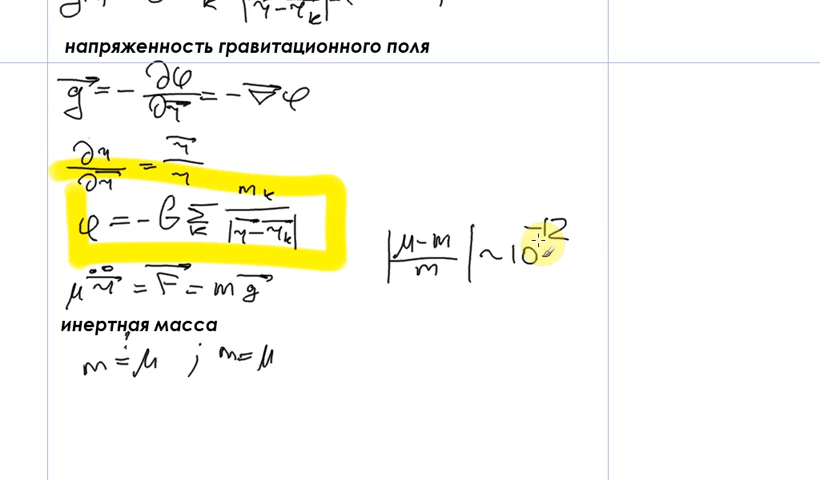 напряженность гравитационного поля
g⃗ = − ∂φ/∂r⃗ = −∇⃗φ
∂r/∂r⃗ = r⃗/r
φ = − G Σ_k m_k/|r⃗−r⃗_k|
μ r̈⃗ = F⃗ = m g⃗
|μ−m/m| ~ 10^−12
инертная масса
m ≟ μ ; m = μ